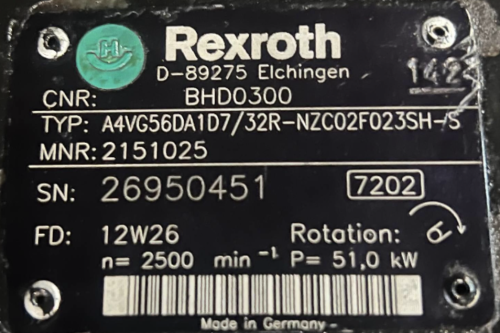 H Rexroth
D-89275 Elchingen
1423
CNR: BHD0300
TYP: A4VG56DA1D7/32R-NZC02F023SH-S
MNR: 2151025
SN: 26950451 7202
FD: 12W26 Rotation:
n= 2500 min⁻¹ P= 51,0 kW
Made in Germany